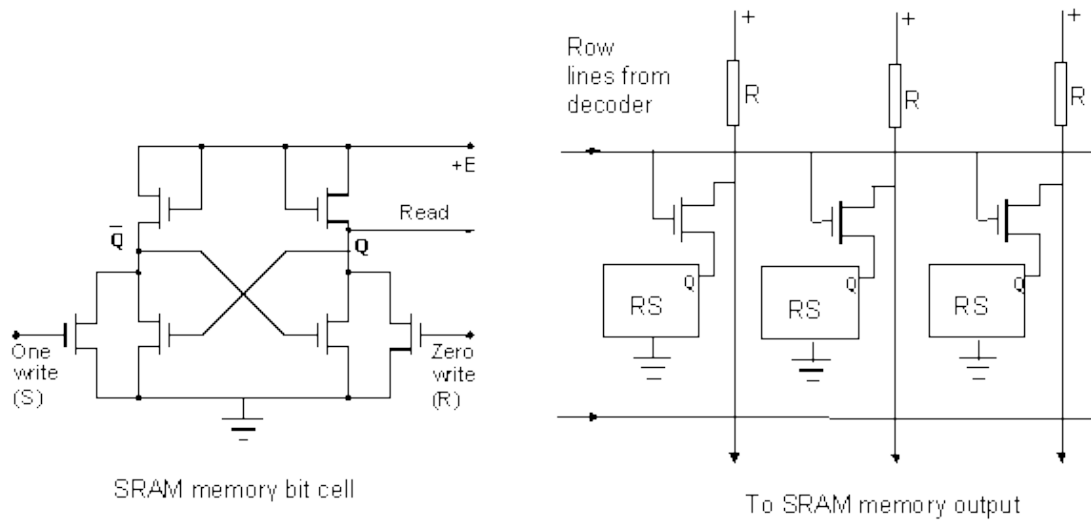 +E
Read
Q̅
Q
One
write
(S)
Zero
write
(R)
SRAM memory bit cell
Row
lines from
decoder
+
+
+
R
R
R
Q
RS
Q
RS
Q
RS
To SRAM memory output